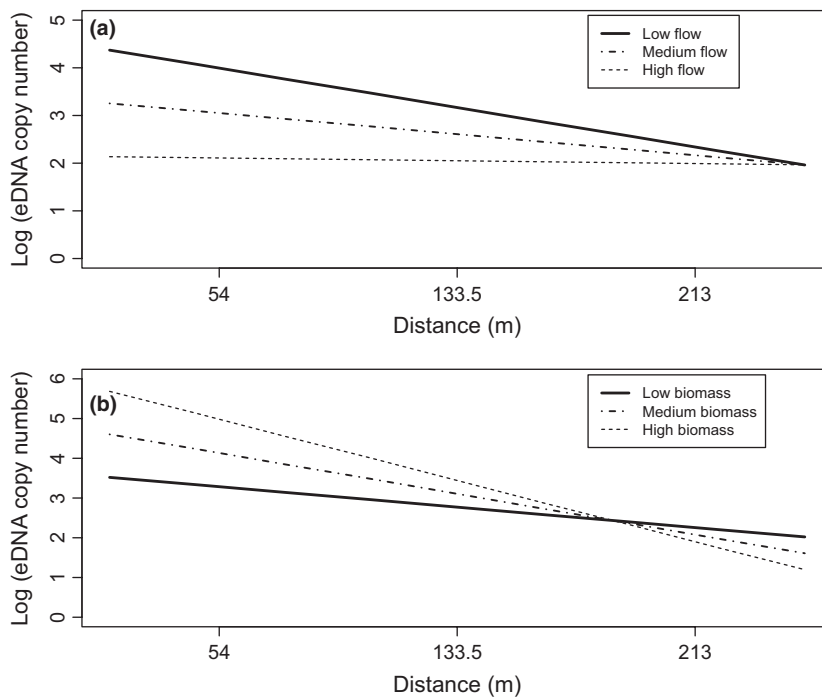 (a)
Low flow
Medium flow
High flow
Log (eDNA copy number)
5
4
3
2
1
0
54 133.5 213
Distance (m)
(b)
Low biomass
Medium biomass
High biomass
Log (eDNA copy number)
6
5
4
3
2
1
0
54 133.5 213
Distance (m)